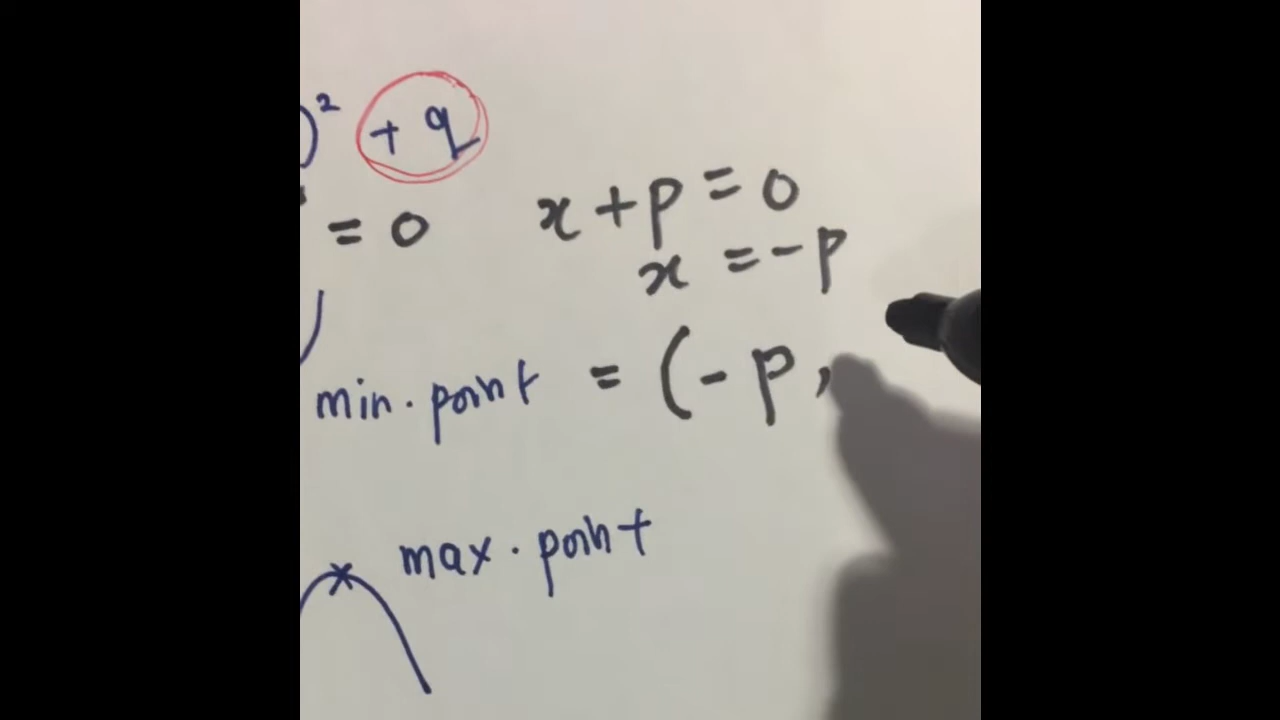 )² + q
= 0
x + p = 0
x = - p
min. point = (- p ,
max. point